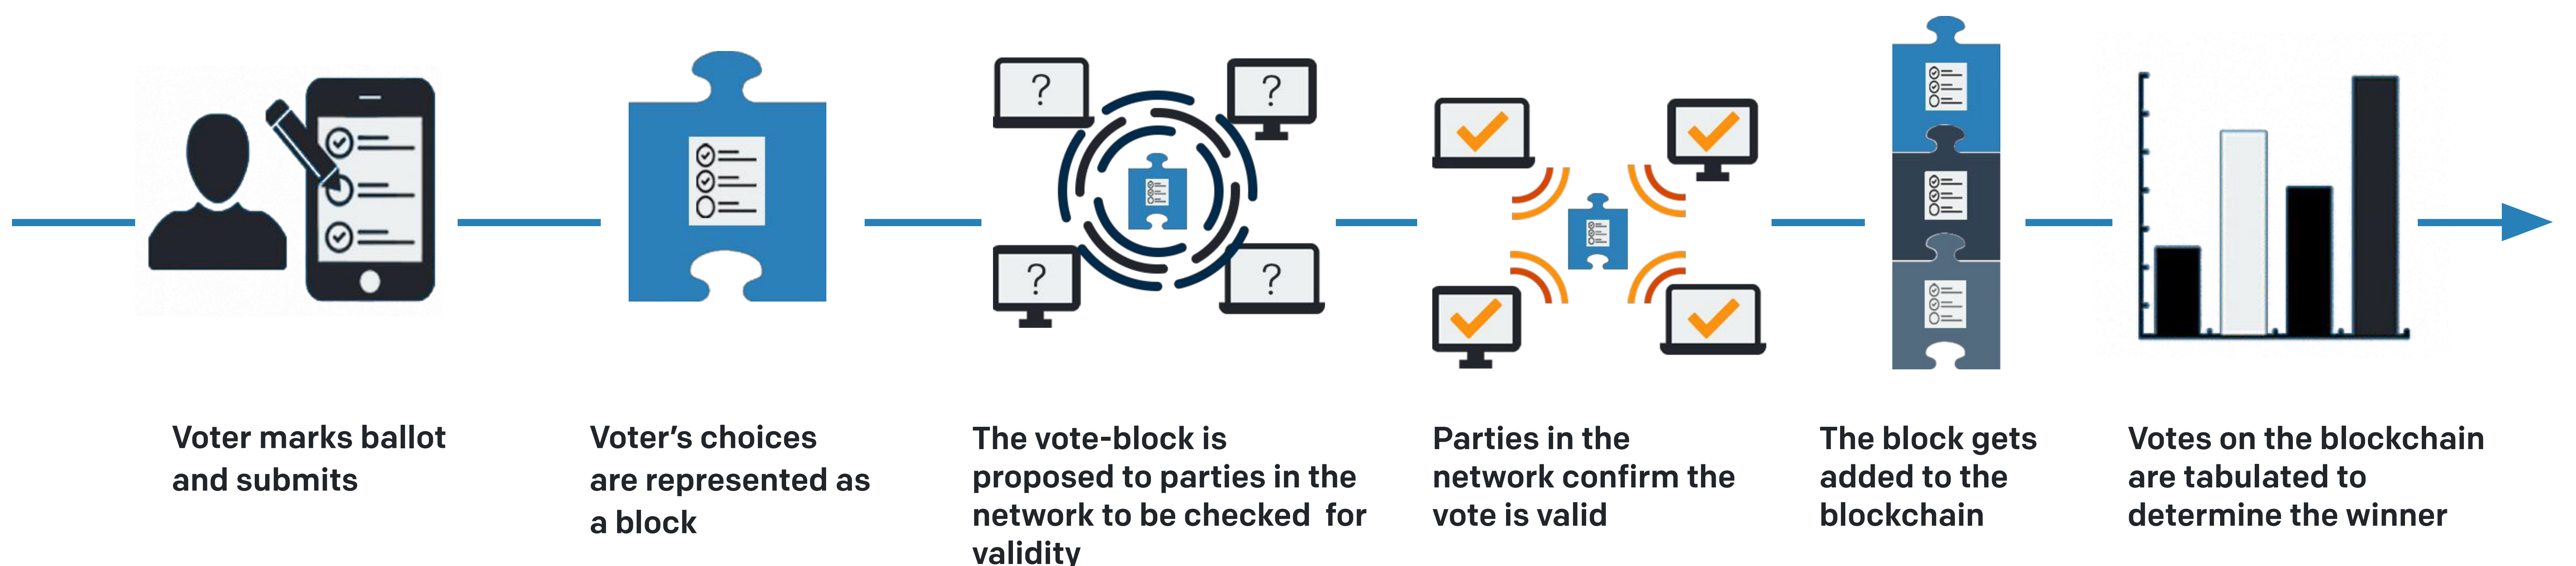 ?
?
?
?
Voter marks ballot
and submits
Voter's choices
are represented as
a block
The vote-block is
proposed to parties in the
network to be checked  for
validity
Parties in the
network confirm the
vote is valid
The block gets
added to the
blockchain
Votes on the blockchain
are tabulated to
determine the winner